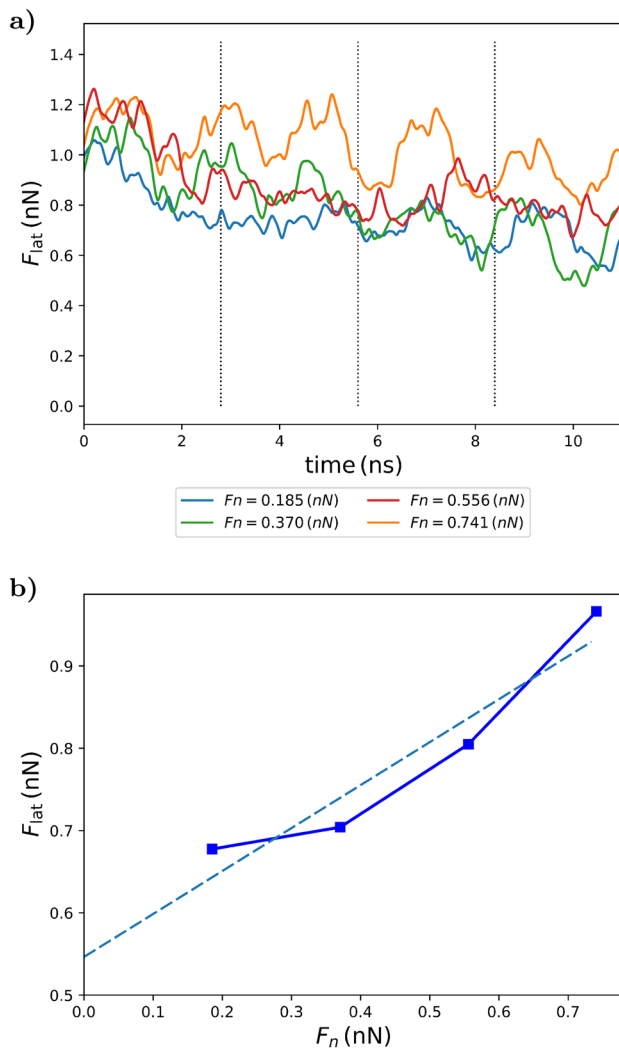 a)
1.4
1.2
1.0
0.8
0.6
0.4
0.2
0.0
F_lat (nN)
0 2 4 6 8 10
time (ns)
Fn = 0.185 (nN) Fn = 0.556 (nN)
Fn = 0.370 (nN) Fn = 0.741 (nN)
b)
0.9
0.8
0.7
0.6
0.5
F_lat (nN)
0.0 0.1 0.2 0.3 0.4 0.5 0.6 0.7
F_n (nN)